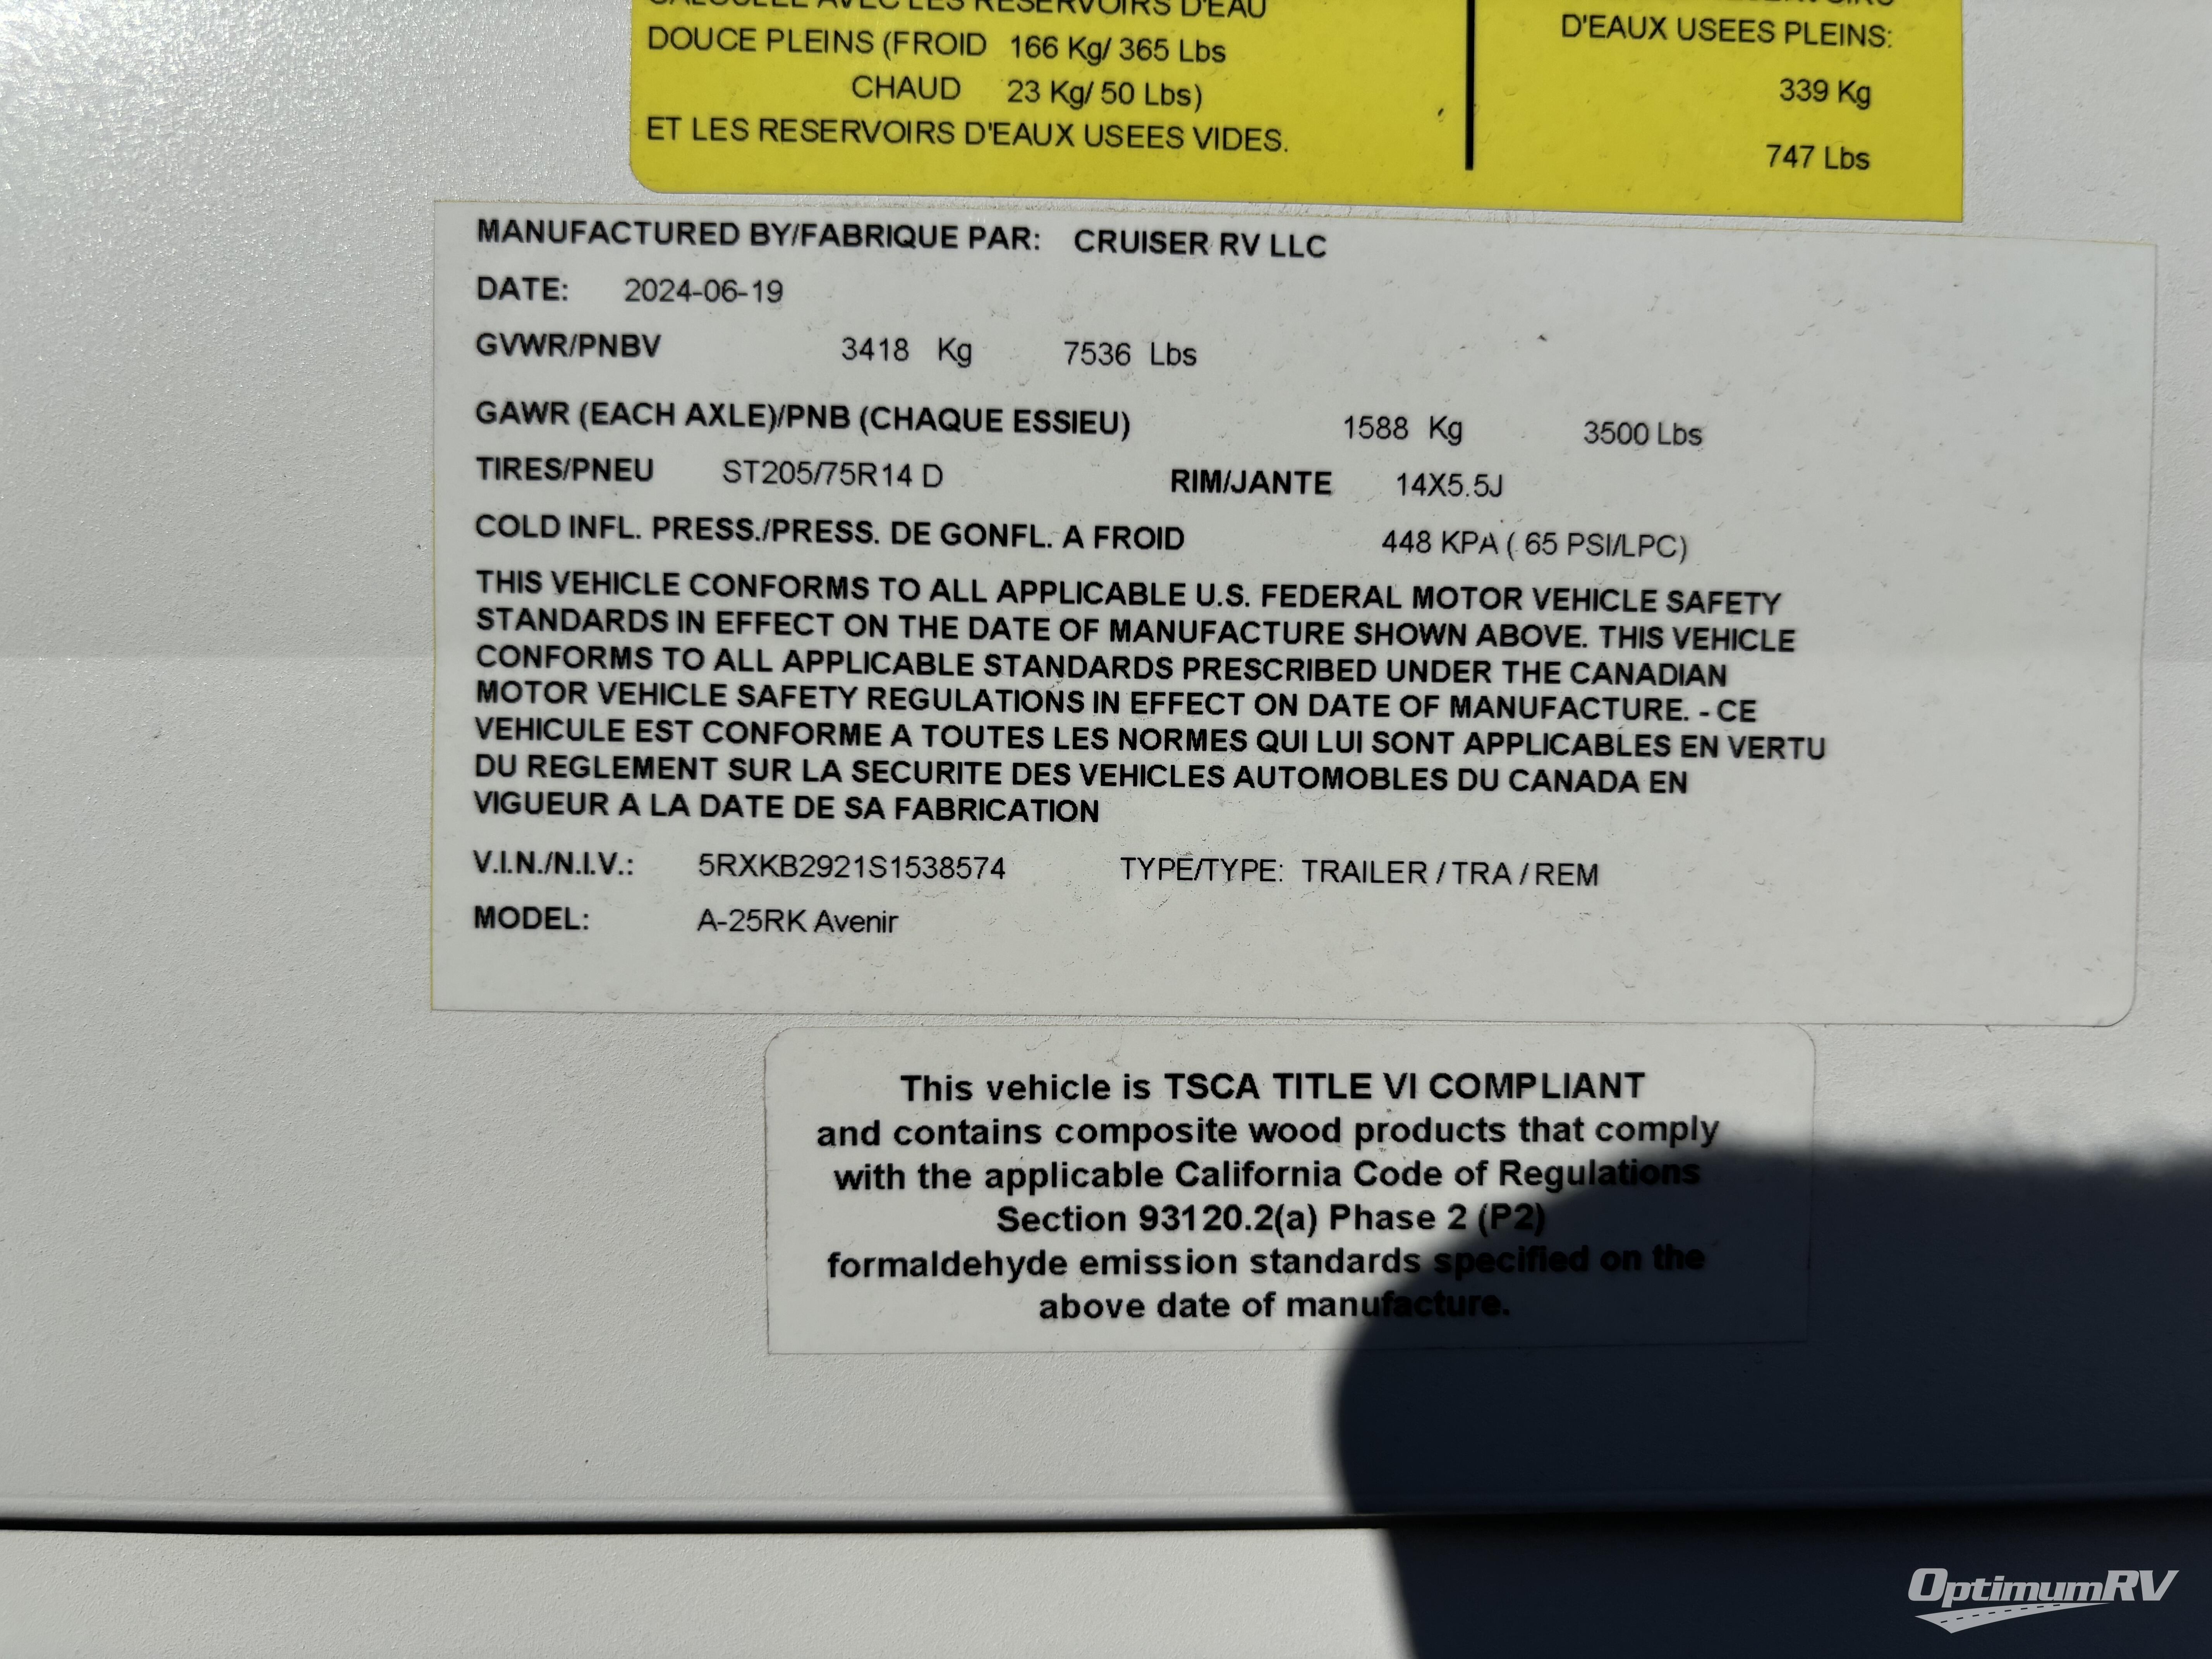 DOUCE PLEINS (FROID 166 Kg/ 365 Lbs
CHAUD 23 Kg/ 50 Lbs)
ET LES RESERVOIRS D'EAUX USEES VIDES.
D'EAUX USEES PLEINS:
339 Kg
747 Lbs
MANUFACTURED BY/FABRIQUE PAR: CRUISER RV LLC
DATE: 2024-06-19
GVWR/PNBV 3418 Kg 7536 Lbs
GAWR (EACH AXLE)/PNB (CHAQUE ESSIEU) 1588 Kg 3500 Lbs
TIRES/PNEU ST205/75R14 D RIM/JANTE 14X5.5J
COLD INFL. PRESS./PRESS. DE GONFL. A FROID 448 KPA ( 65 PSI/LPC)
THIS VEHICLE CONFORMS TO ALL APPLICABLE U.S. FEDERAL MOTOR VEHICLE SAFETY
STANDARDS IN EFFECT ON THE DATE OF MANUFACTURE SHOWN ABOVE. THIS VEHICLE
CONFORMS TO ALL APPLICABLE STANDARDS PRESCRIBED UNDER THE CANADIAN
MOTOR VEHICLE SAFETY REGULATIONS IN EFFECT ON DATE OF MANUFACTURE. - CE
VEHICULE EST CONFORME A TOUTES LES NORMES QUI LUI SONT APPLICABLES EN VERTU
DU REGLEMENT SUR LA SECURITE DES VEHICLES AUTOMOBLES DU CANADA EN
VIGUEUR A LA DATE DE SA FABRICATION
V.I.N./N.I.V.: 5RXKB2921S1538574 TYPE/TYPE: TRAILER / TRA / REM
MODEL: A-25RK Avenir
This vehicle is TSCA TITLE VI COMPLIANT
and contains composite wood products that comply
with the applicable California Code of Regulations
Section 93120.2(a) Phase 2 (P2)
formaldehyde emission standards specified on the
above date of manufacture.
OptimumRV